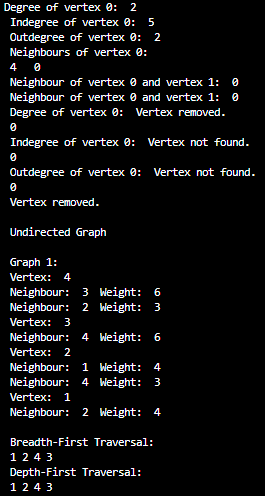 Degree of vertex 0:  2
Indegree of vertex 0:  5
Outdegree of vertex 0:  2
Neighbours of vertex 0:
4   0
Neighbour of vertex 0 and vertex 1:  0
Neighbour of vertex 0 and vertex 1:  0
Degree of vertex 0:  Vertex removed.
0
Indegree of vertex 0:  Vertex not found.
0
Outdegree of vertex 0:  Vertex not found.
0
Vertex removed.

Undirected Graph

Graph 1:
Vertex:  4
Neighbour:  3  Weight:  6
Neighbour:  2  Weight:  3
Vertex:  3
Neighbour:  4  Weight:  6
Vertex:  2
Neighbour:  1  Weight:  4
Neighbour:  4  Weight:  3
Vertex:  1
Neighbour:  2  Weight:  4

Breadth-First Traversal:
1 2 4 3
Depth-First Traversal:
1 2 4 3